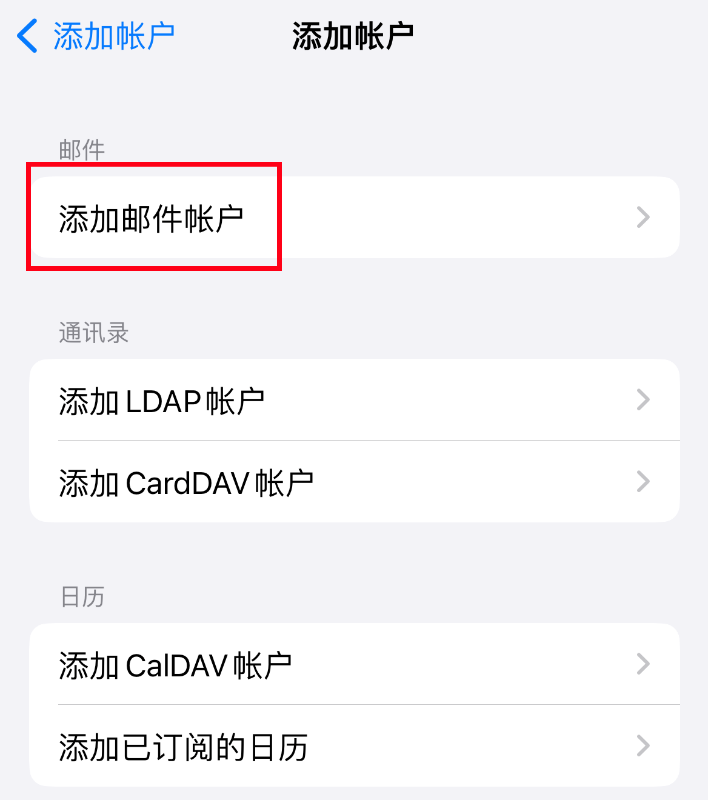 添加帐户 添加帐户
邮件
添加邮件帐户
通讯录
添加 LDAP 帐户
添加 CardDAV 帐户
日历
添加 CalDAV 帐户
添加已订阅的日历